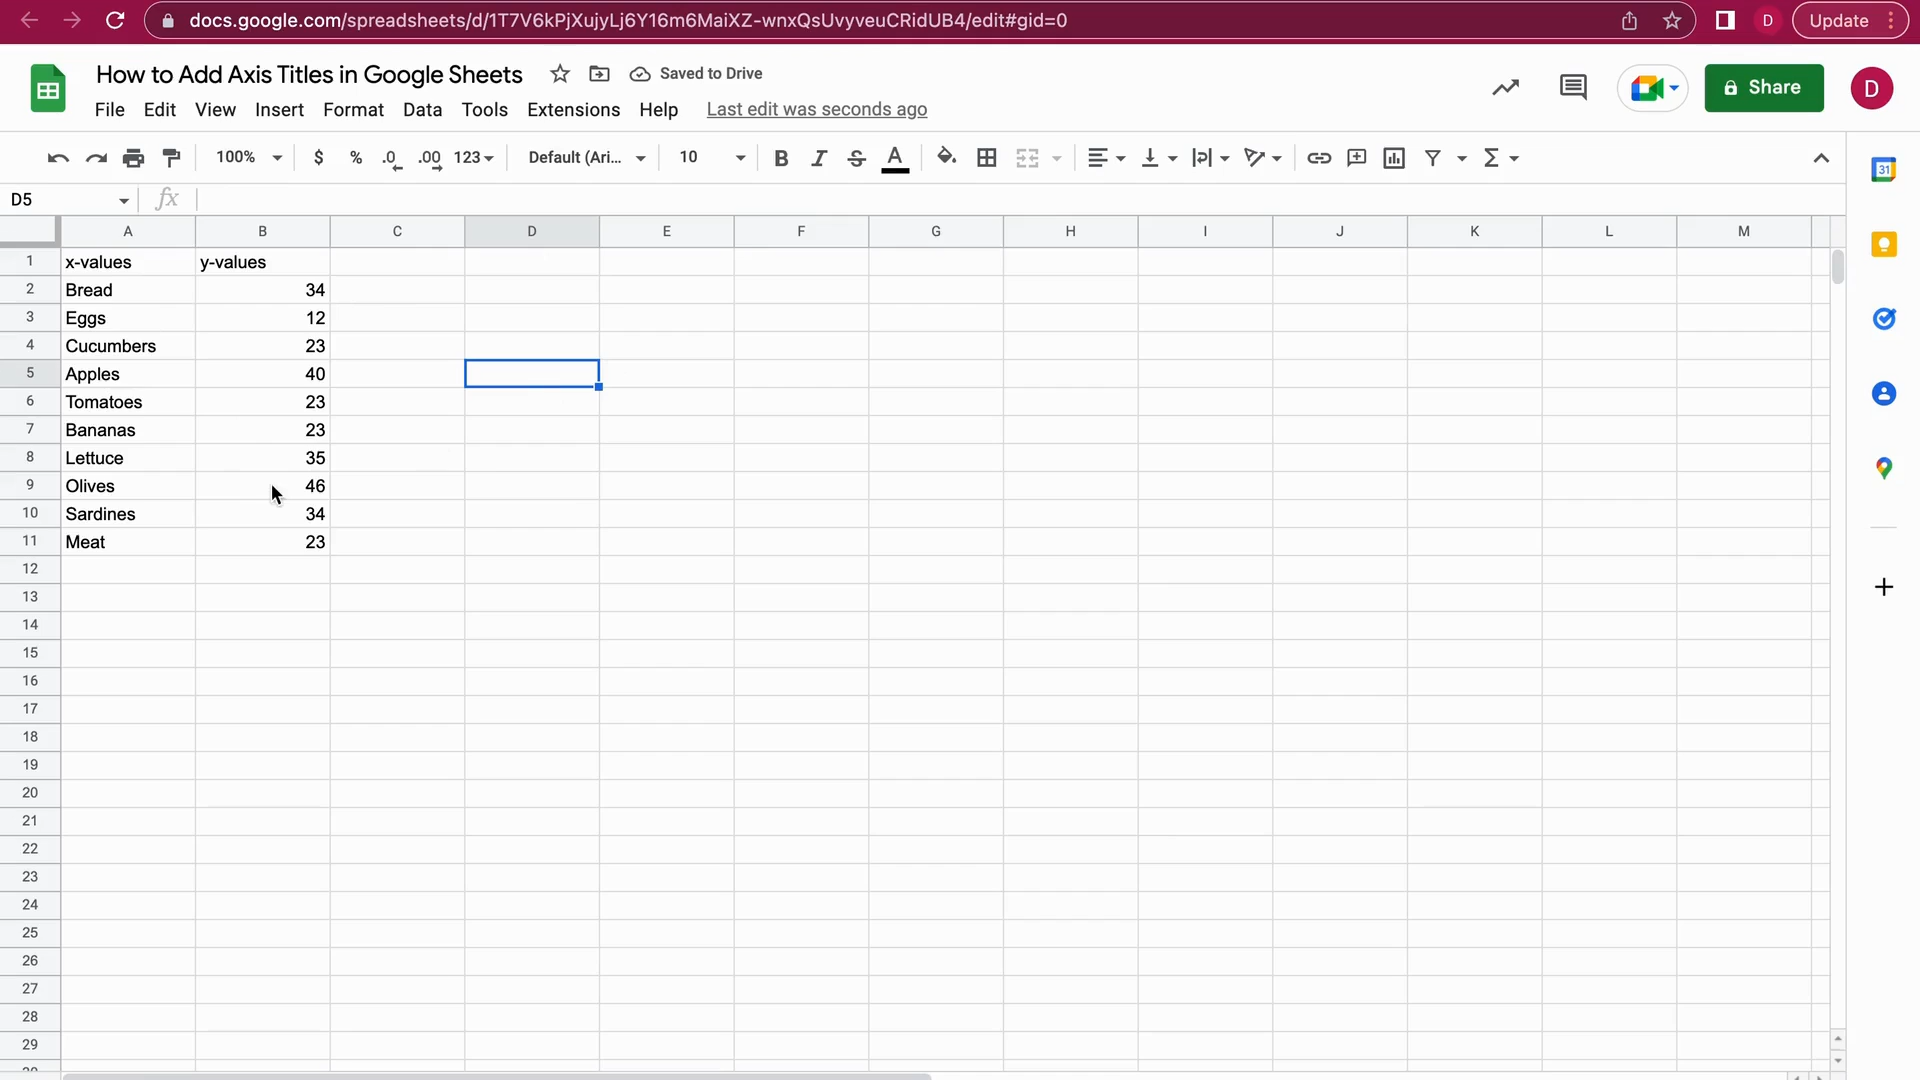 docs.google.com/spreadsheets/d/1T7V6kPjXujyLj6Y16m6MaiXZ-wnxQsUvyveuCRidUB4/edit#gid=0
D
Update
How to Add Axis Titles in Google Sheets
Saved to Drive
File Edit View Insert Format Data Tools Extensions Help Last edit was seconds ago
Share
D
100% $ % .0 .00 123 Default (Ari... 10 B I S A Σ
31
D5 fx
A B C D E F G H I J K L M
1 x-values y-values
2 Bread 34
3 Eggs 12
4 Cucumbers 23
5 Apples 40
6 Tomatoes 23
7 Bananas 23
8 Lettuce 35
9 Olives 46
10 Sardines 34
11 Meat 23
12
13
14
15
16
17
18
19
20
21
22
23
24
25
26
27
28
29